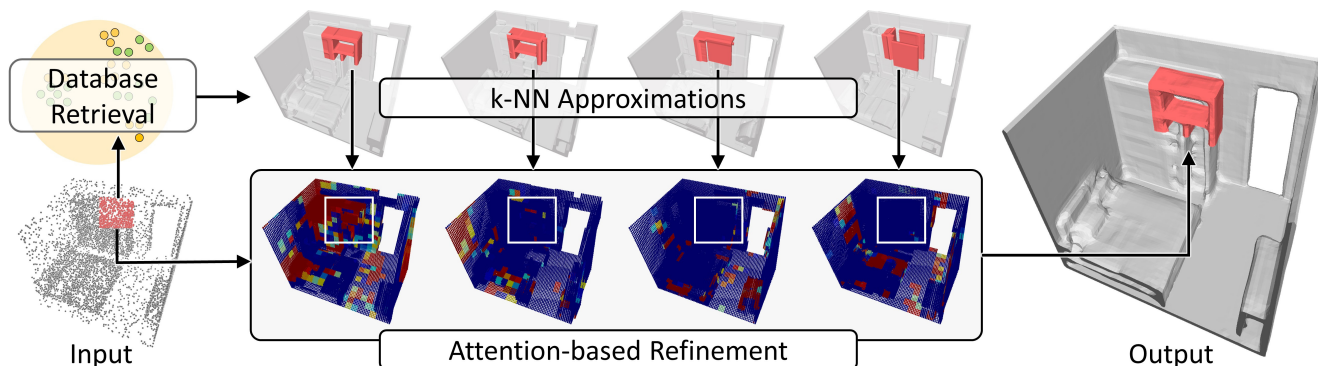 Database
Retrieval
k-NN Approximations
Input
Attention-based Refinement
Output